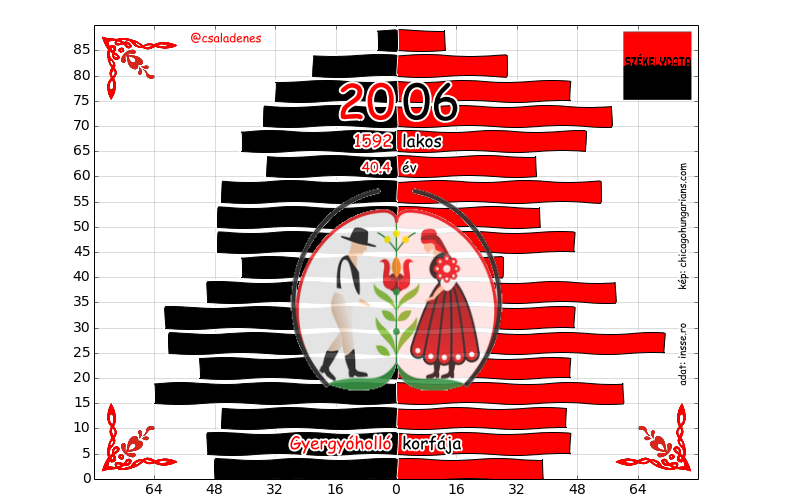 @csaladenes
SZÉKELYDATA
2006
1592 lakos
40.4 év
kép: chicagohungarians.com
adat: insse.ro
Gyergyóholló korfája
85
80
75
70
65
60
55
50
45
40
35
30
25
20
15
10
5
0
64 48 32 16 0 16 32 48 64